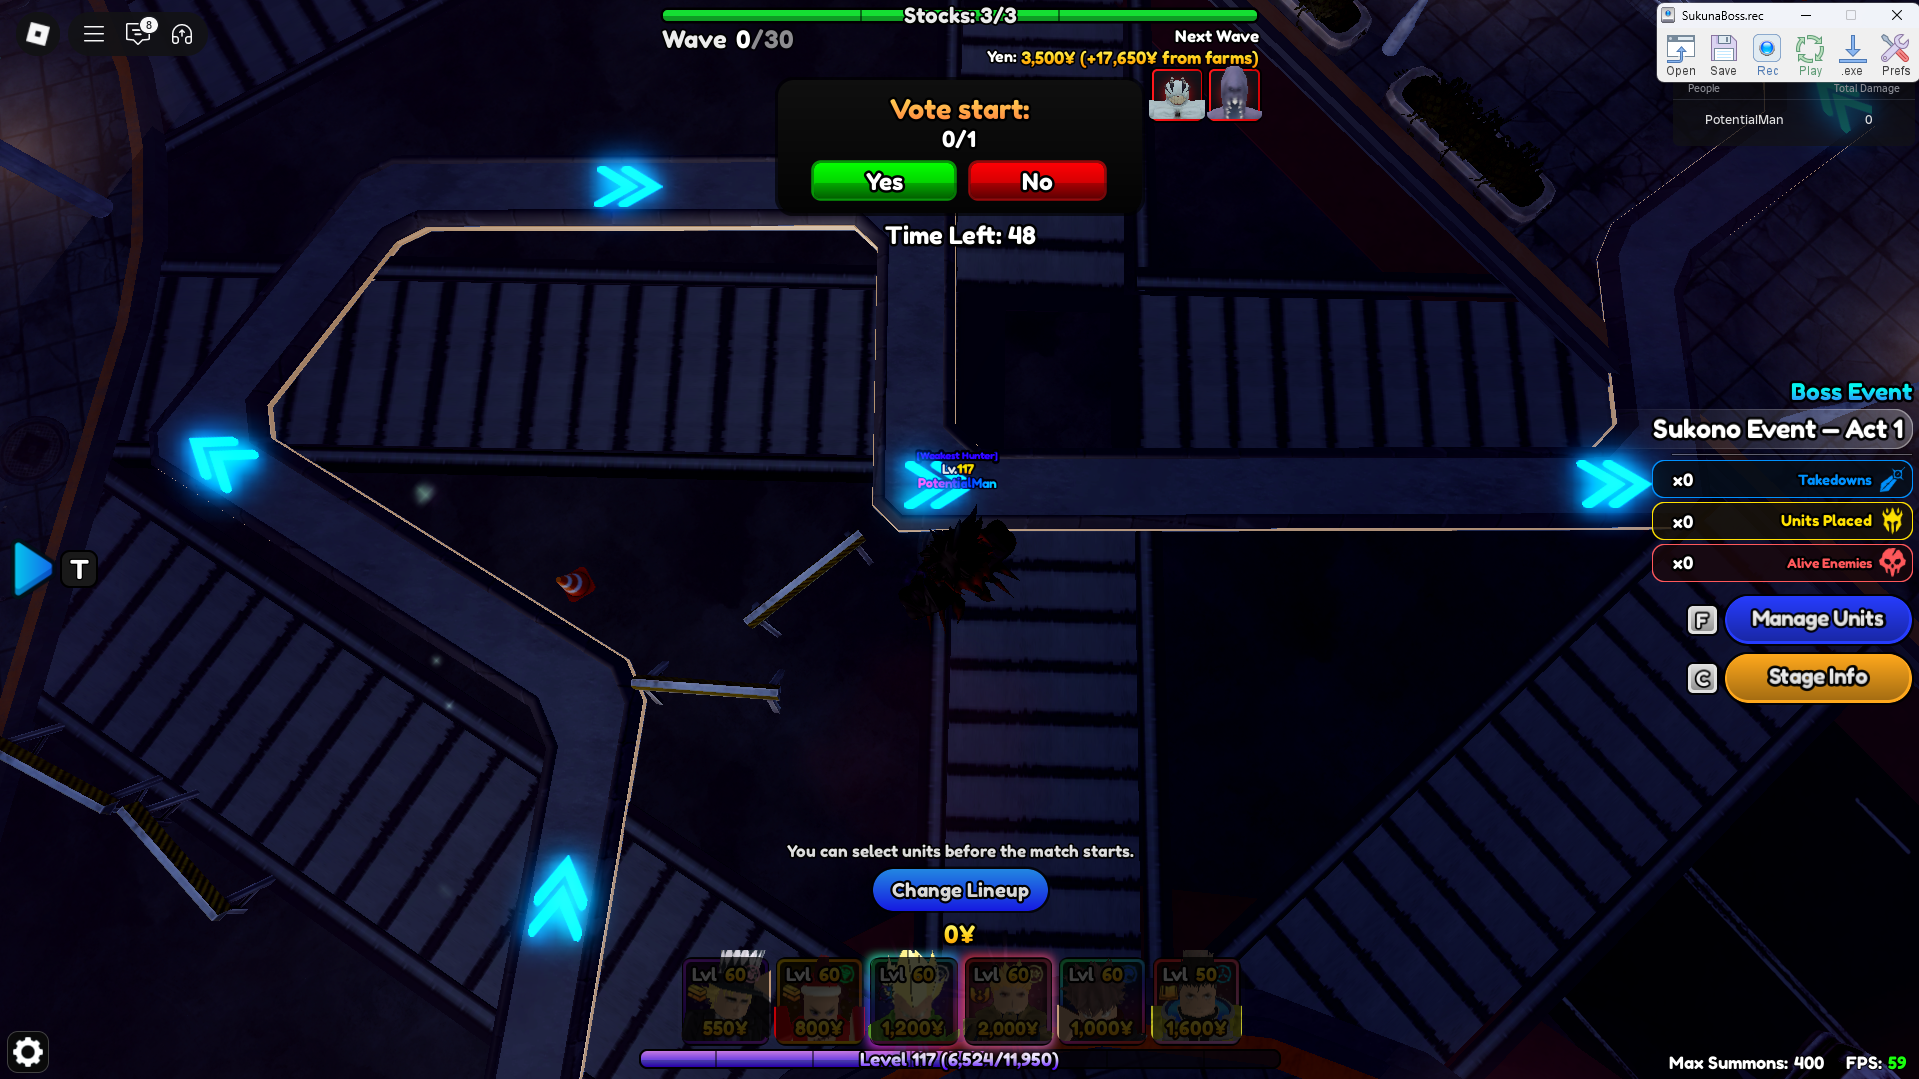 8
Stocks: 3/3
Wave 0/30
Next Wave
Yen: 3,500¥ (+17,650¥ from farms)
SukunaBoss.rec
Open
Save
Rec
Play
.exe
Prefs
People
Total Damage
PotentialMan
0
Vote start:
0/1
Yes
No
Time Left: 48
[Weakest Hunter]
Lv.117
PotentialMan
Boss Event
Sukono Event – Act 1
x0
Takedowns
x0
Units Placed
x0
Alive Enemies
T
F
Manage Units
C
Stage Info
You can select units before the match starts.
Change Lineup
0¥
Lvl 60
Lvl 60
Lvl 60
Lvl 60
Lvl 60
Lvl 50
550¥
800¥
1,200¥
2,000¥
1,000¥
1,600¥
Level 117 (6,524/11,950)
Max Summons: 400
FPS: 59